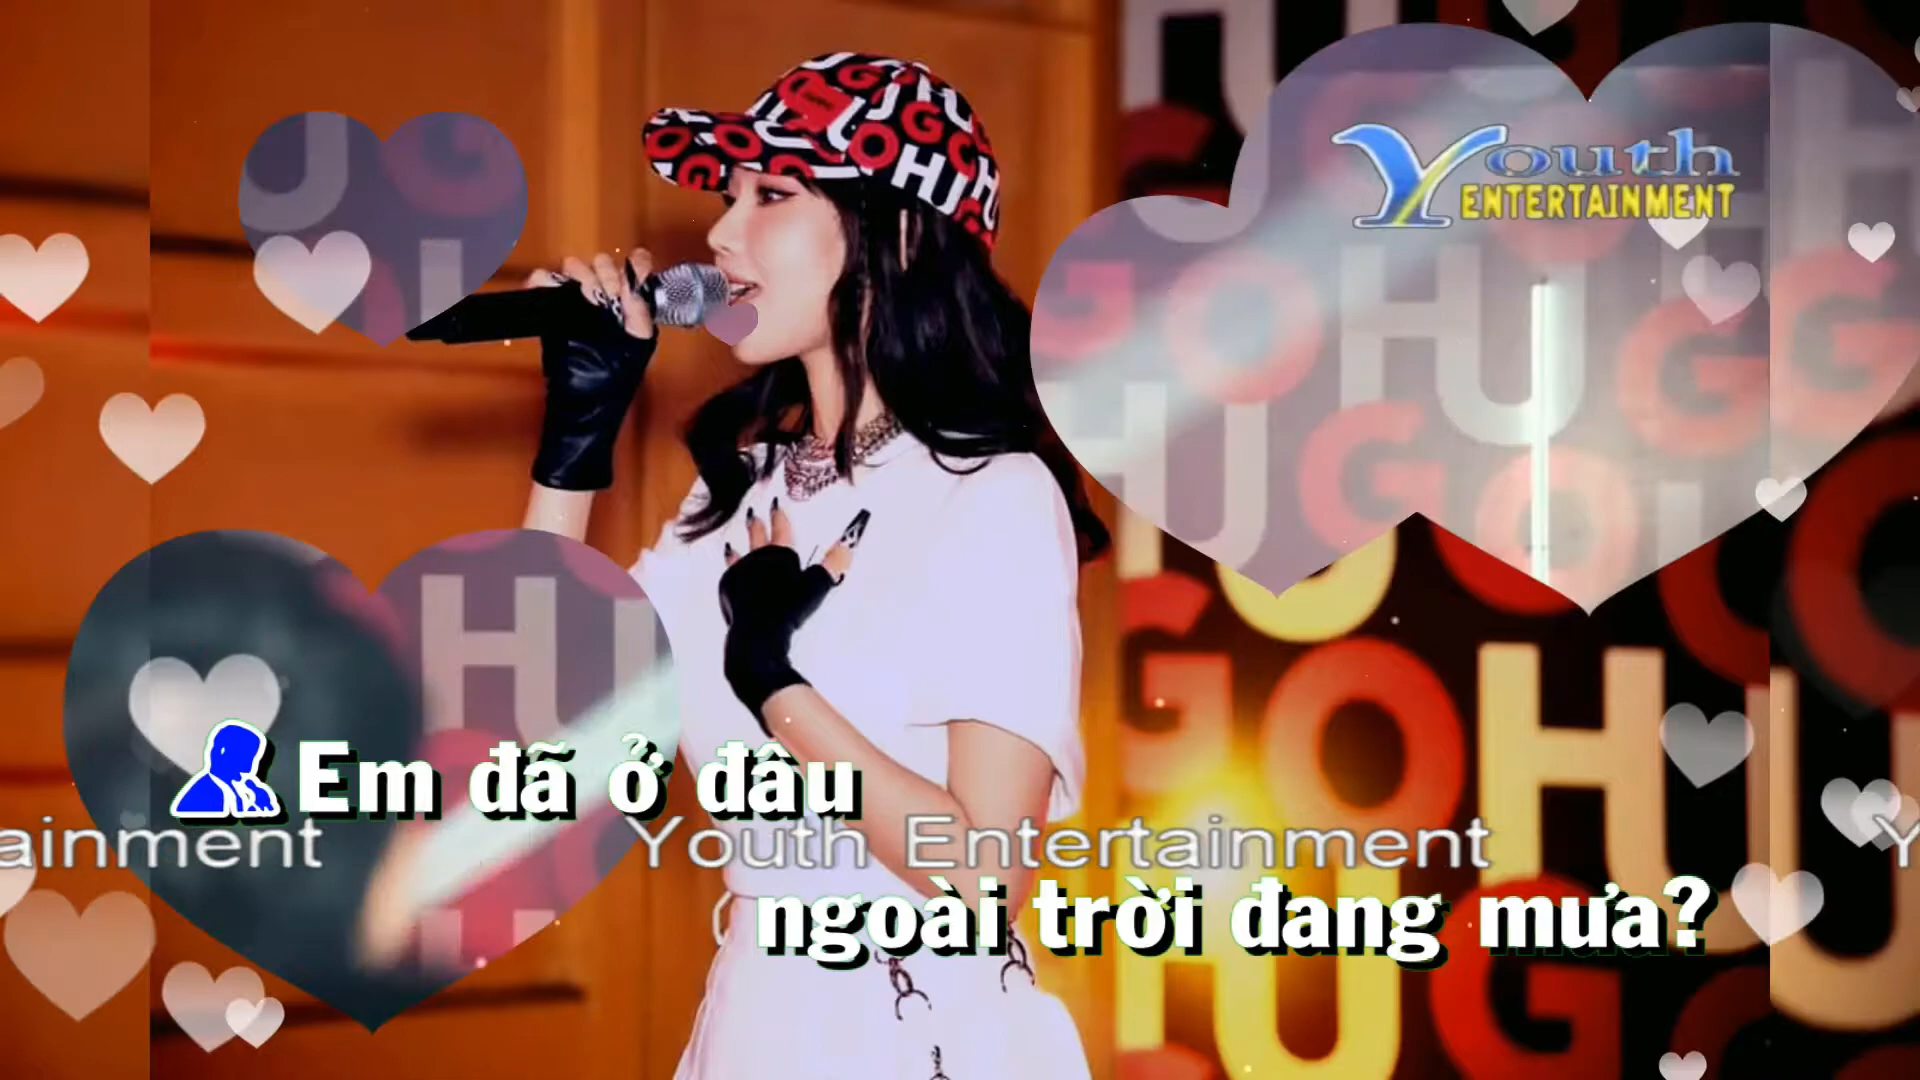 Youth
ENTERTAINMENT
Em đã ở đâu
ainment Youth Entertainment Y
ngoài trời đang mưa?